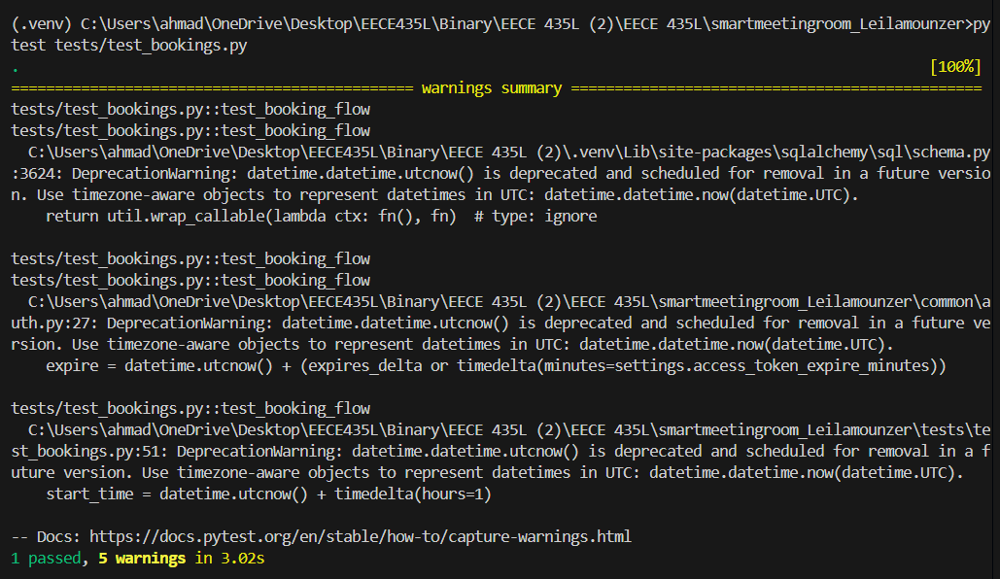 (.venv) C:\Users\ahmad\OneDrive\Desktop\EECE435L\Binary\EECE 435L (2)\EECE 435L\smartmeetingroom_Leilamounzer>py
test tests/test_bookings.py
. [100%]
============================================== warnings summary ===============================================
tests/test_bookings.py::test_booking_flow
tests/test_bookings.py::test_booking_flow
  C:\Users\ahmad\OneDrive\Desktop\EECE435L\Binary\EECE 435L (2)\.venv\Lib\site-packages\sqlalchemy\sql\schema.py
:3624: DeprecationWarning: datetime.datetime.utcnow() is deprecated and scheduled for removal in a future versio
n. Use timezone-aware objects to represent datetimes in UTC: datetime.datetime.now(datetime.UTC).
    return util.wrap_callable(lambda ctx: fn(), fn)  # type: ignore

tests/test_bookings.py::test_booking_flow
tests/test_bookings.py::test_booking_flow
  C:\Users\ahmad\OneDrive\Desktop\EECE435L\Binary\EECE 435L (2)\EECE 435L\smartmeetingroom_Leilamounzer\common\a
uth.py:27: DeprecationWarning: datetime.datetime.utcnow() is deprecated and scheduled for removal in a future ve
rsion. Use timezone-aware objects to represent datetimes in UTC: datetime.datetime.now(datetime.UTC).
    expire = datetime.utcnow() + (expires_delta or timedelta(minutes=settings.access_token_expire_minutes))

tests/test_bookings.py::test_booking_flow
  C:\Users\ahmad\OneDrive\Desktop\EECE435L\Binary\EECE 435L (2)\EECE 435L\smartmeetingroom_Leilamounzer\tests\te
st_bookings.py:51: DeprecationWarning: datetime.datetime.utcnow() is deprecated and scheduled for removal in a f
uture version. Use timezone-aware objects to represent datetimes in UTC: datetime.datetime.now(datetime.UTC).
    start_time = datetime.utcnow() + timedelta(hours=1)

-- Docs: https://docs.pytest.org/en/stable/how-to/capture-warnings.html
1 passed, 5 warnings in 3.02s